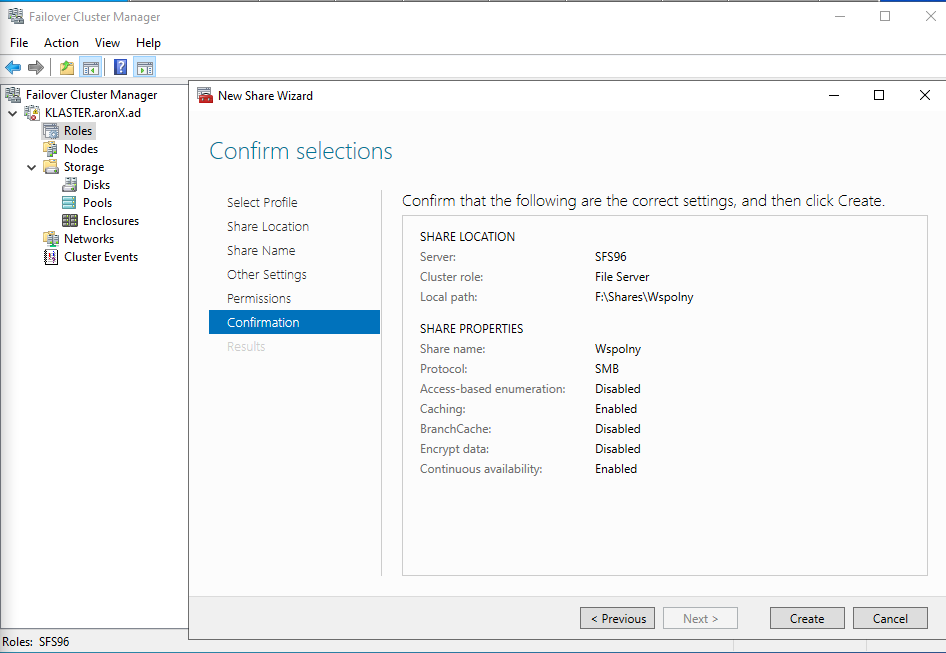 Failover Cluster Manager
File Action View Help
Failover Cluster Manager
KLASTER.aronX.ad
Roles
Nodes
Storage
Disks
Pools
Enclosures
Networks
Cluster Events
New Share Wizard
Confirm selections
Select Profile
Share Location
Share Name
Other Settings
Permissions
Confirmation
Results
Confirm that the following are the correct settings, and then click Create.
SHARE LOCATION
Server: SFS96
Cluster role: File Server
Local path: F:\Shares\Wspolny
SHARE PROPERTIES
Share name: Wspolny
Protocol: SMB
Access-based enumeration: Disabled
Caching: Enabled
BranchCache: Disabled
Encrypt data: Disabled
Continuous availability: Enabled
< Previous Next > Create Cancel
Roles: SFS96